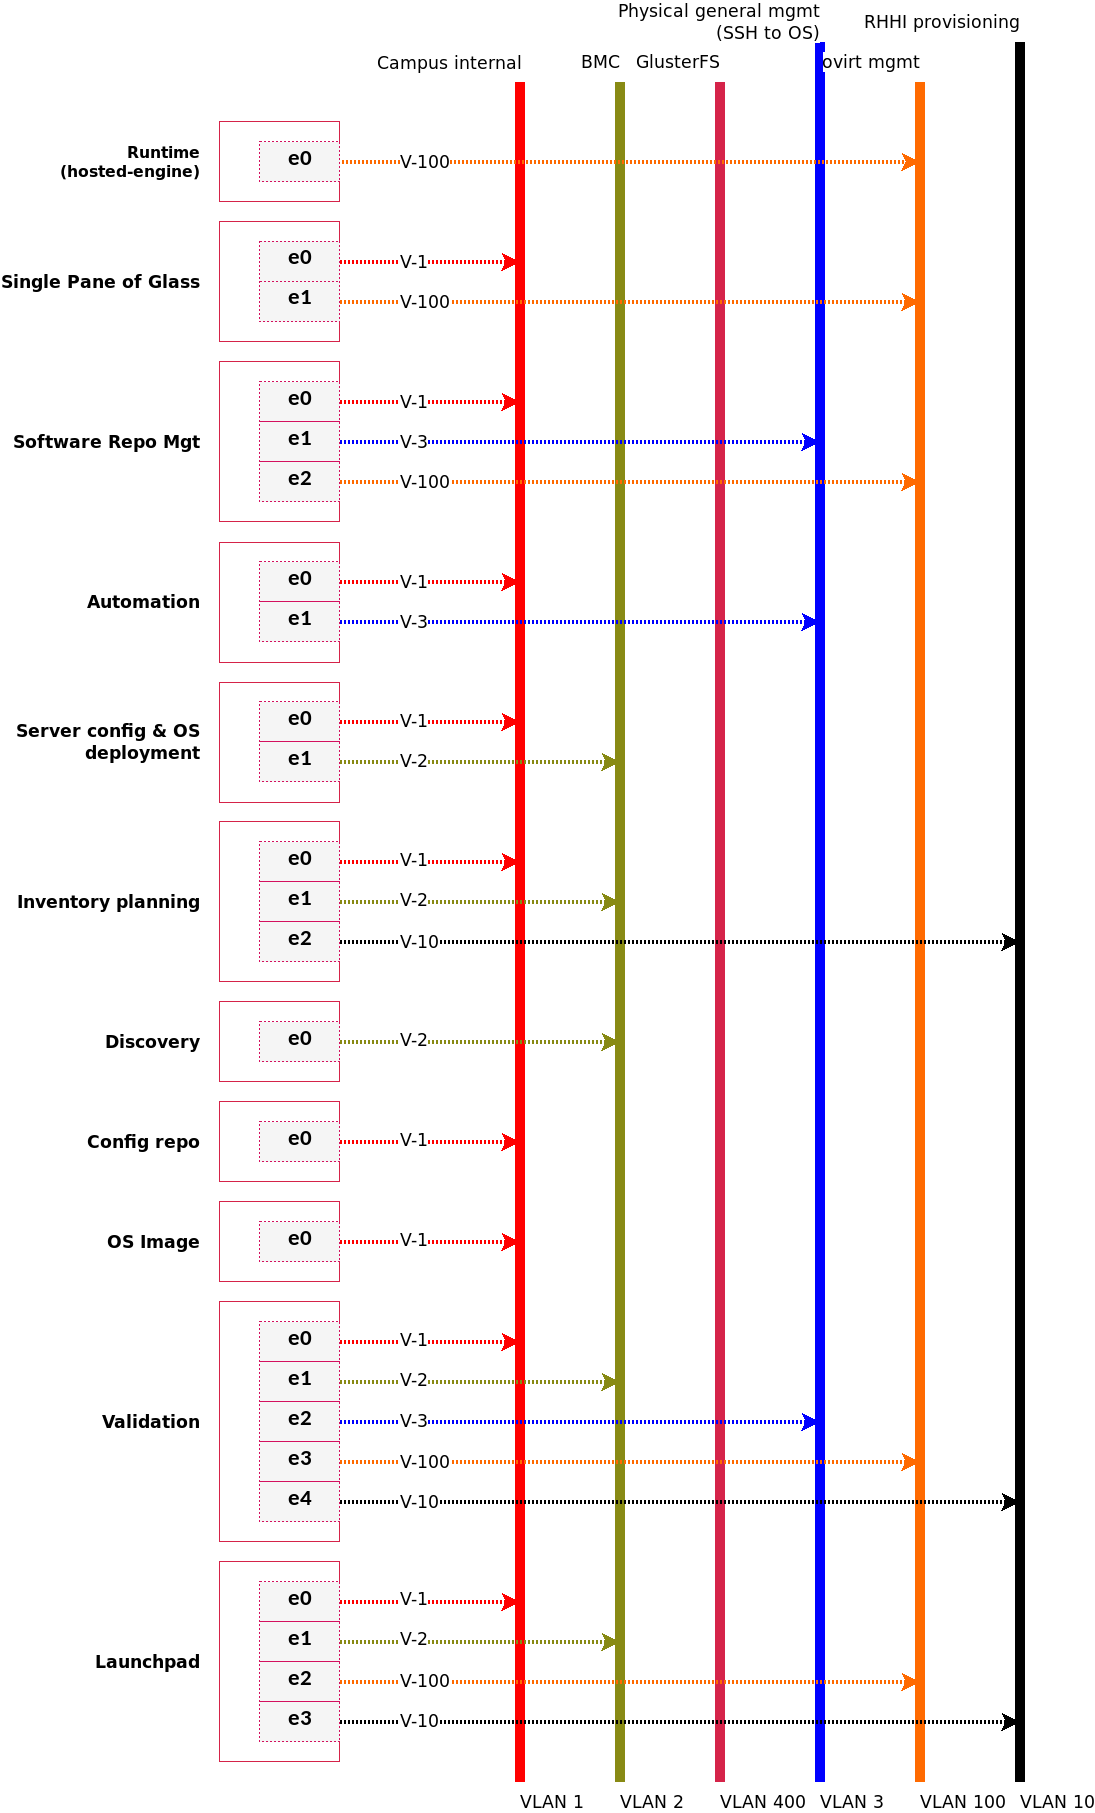 Physical general mgmt
(SSH to OS)
RHHI provisioning
Campus internal
BMC
GlusterFS
ovirt mgmt
Runtime
(hosted-engine)
e0
V-100
Single Pane of Glass
e0
V-1
e1
V-100
Software Repo Mgt
e0
V-1
e1
V-3
e2
V-100
Automation
e0
V-1
e1
V-3
Server config & OS
deployment
e0
V-1
e1
V-2
Inventory planning
e0
V-1
e1
V-2
e2
V-10
Discovery
e0
V-2
Config repo
e0
V-1
OS Image
e0
V-1
Validation
e0
V-1
e1
V-2
e2
V-3
e3
V-100
e4
V-10
Launchpad
e0
V-1
e1
V-2
e2
V-100
e3
V-10
VLAN 1
VLAN 2
VLAN 400
VLAN 3
VLAN 100
VLAN 10